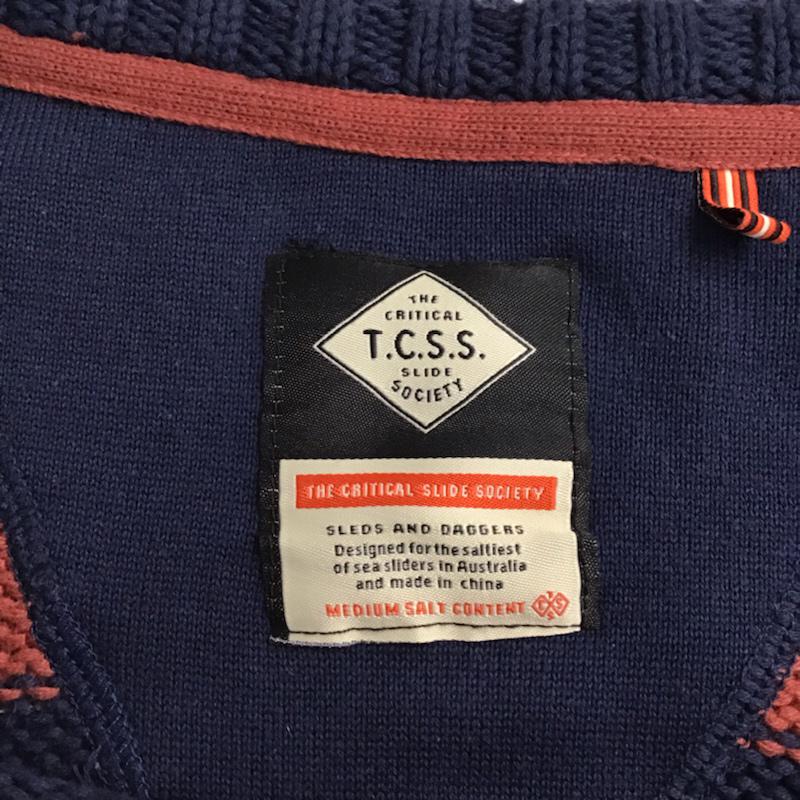 THE
CRITICAL
T.C.S.S.
SLIDE
SOCIETY
THE CRITICAL SLIDE SOCIETY
SLEDS AND DAGGERS
Designed for the saltiest
of sea sliders in Australia
and made in china
MEDIUM SALT CONTENT TCSS